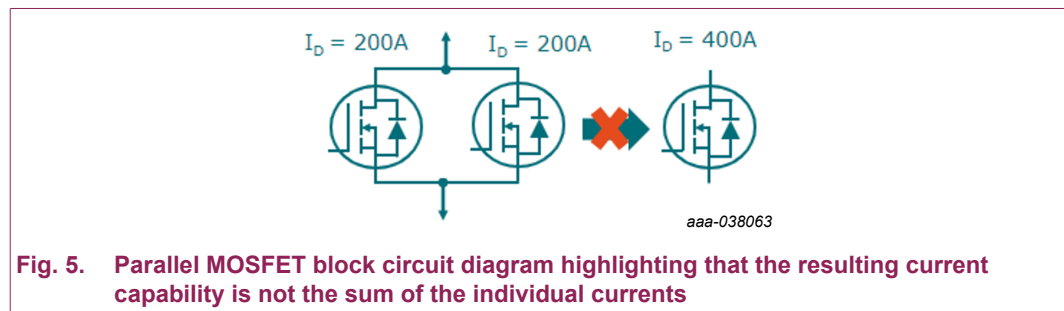 I_D = 200A
I_D = 200A
I_D = 400A
aaa-038063
Fig. 5. Parallel MOSFET block circuit diagram highlighting that the resulting current
capability is not the sum of the individual currents